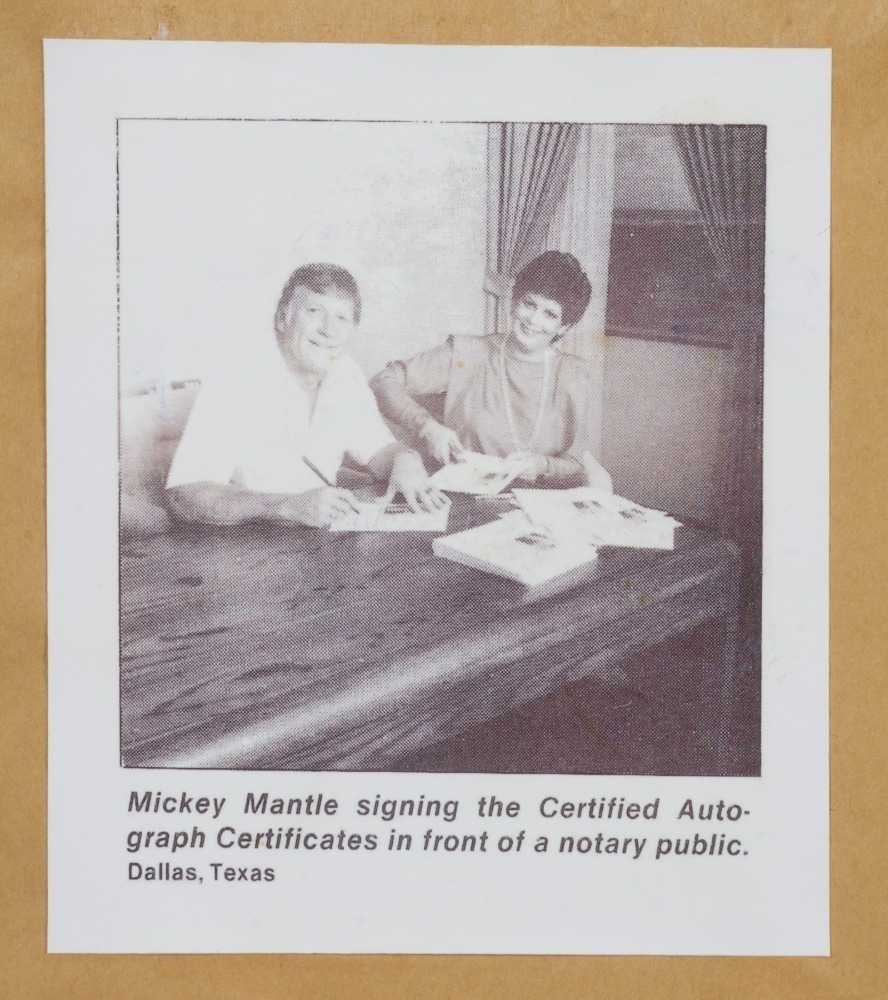 Mickey Mantle signing the Certified Auto-
graph Certificates in front of a notary public.
Dallas, Texas